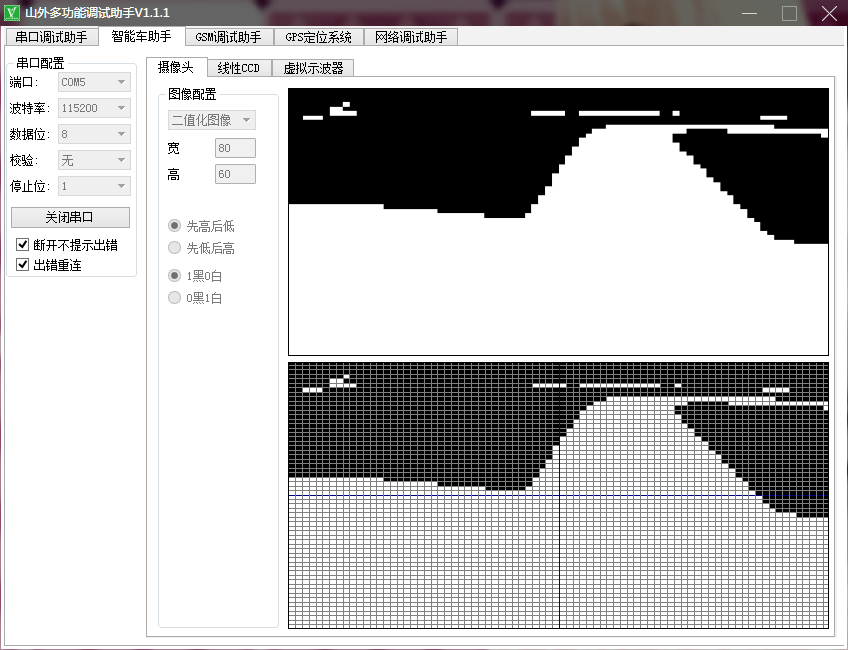 山外多功能调试助手V1.1.1
串口调试助手 智能车助手 GSM调试助手 GPS定位系统 网络调试助手
串口配置
端口: COM5
波特率: 115200
数据位: 8
校验: 无
停止位: 1
关闭串口
断开不提示出错
出错重连
摄像头 线性CCD 虚拟示波器
图像配置
二值化图像
宽 80
高 60
先高后低
先低后高
1黑0白
0黑1白